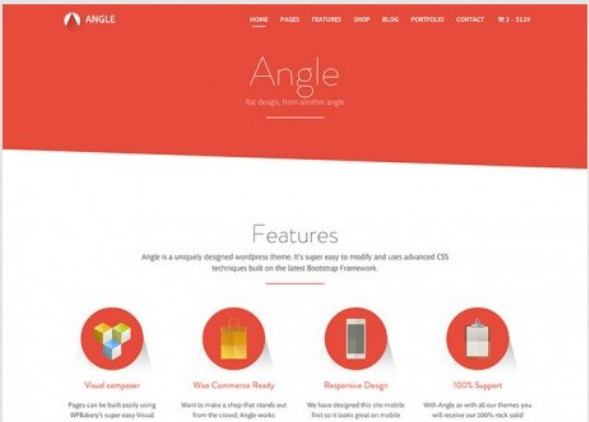 ANGLE
HOME PAGES FEATURES SHOP BLOG PORTFOLIO CONTACT 2 - $129
Angle
flat design, from another angle
Features
Angle is a uniquely designed wordpress theme. It's super easy to modify and uses advanced CSS
techniques built on the latest Bootstrap Framework.
Visual composer
Pages can be built easily using
WPBakery's super easy Visual
Woo Commerce Ready
Want to make a shop that stands out
from the crowd, Angle works
Responsive Design
We have designed this site mobile
first so it looks great on mobile
100% Support
With Angle as with all our themes you
will receive our 100% rock solid